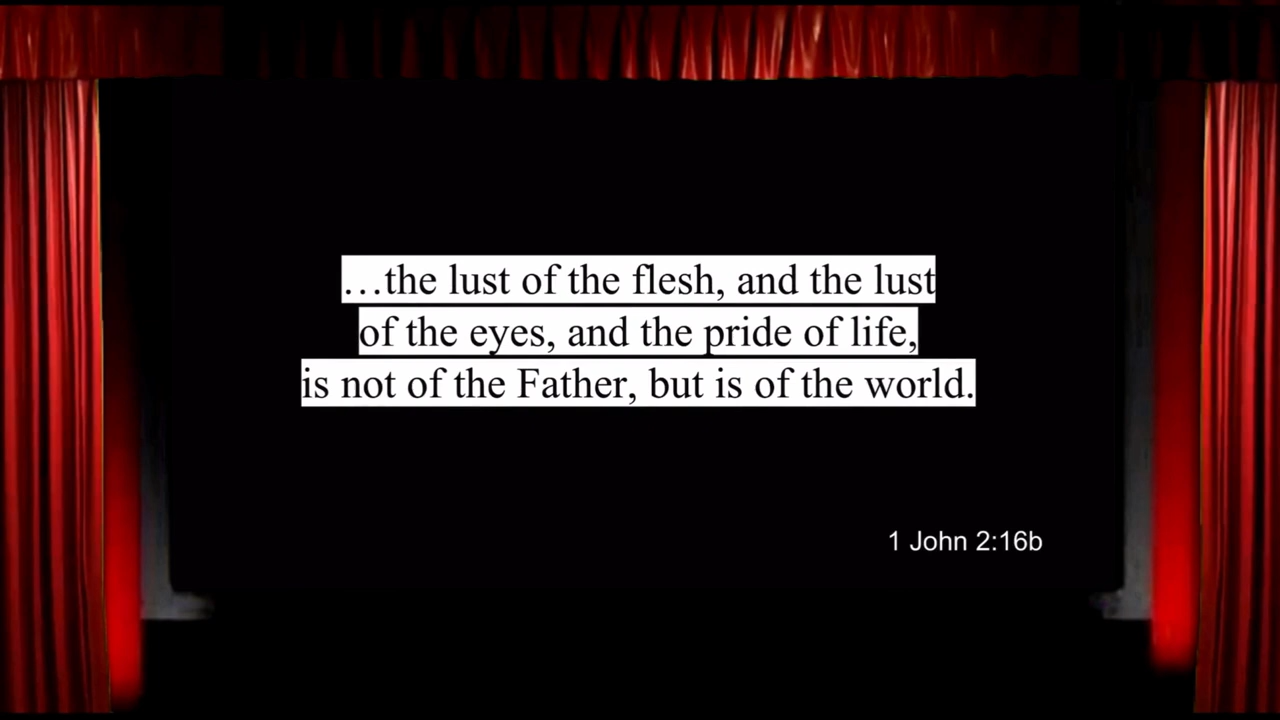 …the lust of the flesh, and the lust
of the eyes, and the pride of life,
is not of the Father, but is of the world.
1 John 2:16b